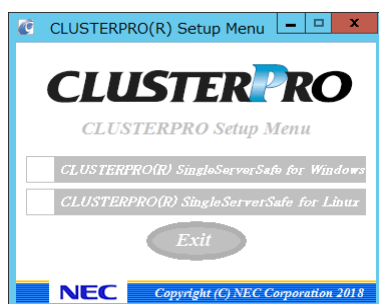 CLUSTERPRO(R) Setup Menu
CLUSTERPRO
CLUSTERPRO Setup Menu
CLUSTERPRO(R) SingleServerSafe for Windows
CLUSTERPRO(R) SingleServerSafe for Linux
Exit
NEC Copyright (C) NEC Corporation 2018